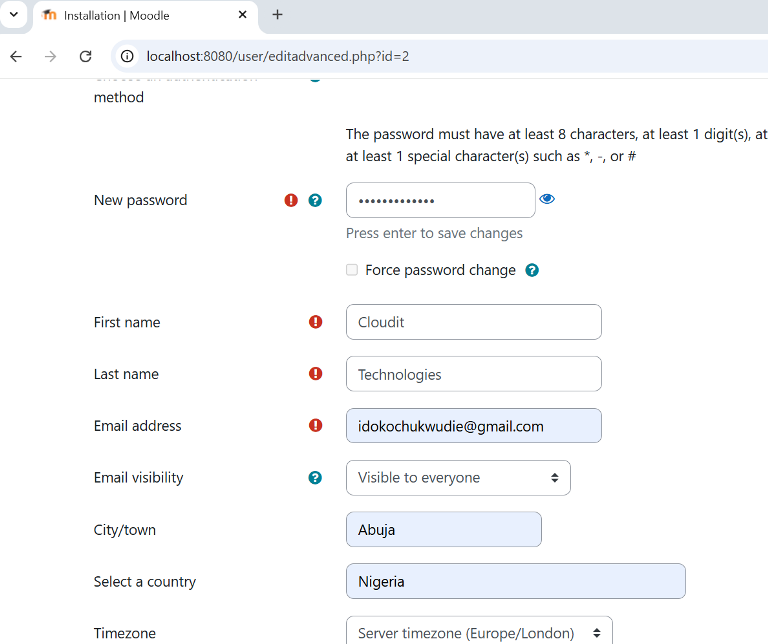 Installation | Moodle
localhost:8080/user/editadvanced.php?id=2
method
The password must have at least 8 characters, at least 1 digit(s), at
at least 1 special character(s) such as *, -, or #
New password
•••••••••••••
Press enter to save changes
Force password change
First name
Cloudit
Last name
Technologies
Email address
idokochukwudie@gmail.com
Email visibility
Visible to everyone
City/town
Abuja
Select a country
Nigeria
Timezone
Server timezone (Europe/London)